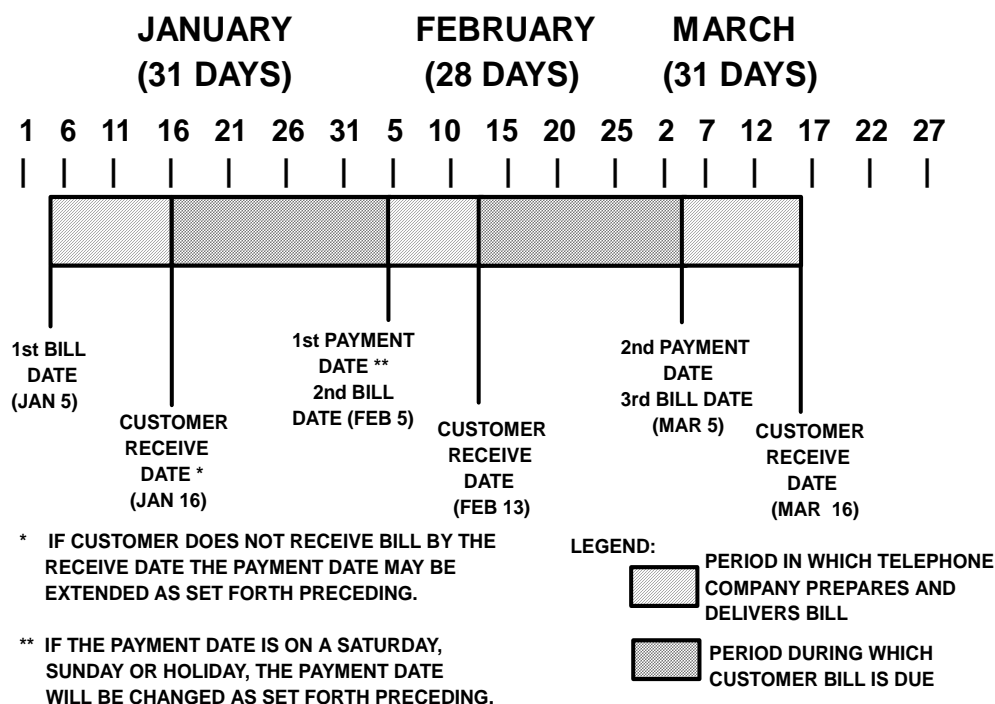 JANUARY FEBRUARY MARCH
(31 DAYS) (28 DAYS) (31 DAYS)
1 6 11 16 21 26 31 5 10 15 20 25 2 7 12 17 22 27
1st BILL
DATE
(JAN 5)
CUSTOMER
RECEIVE
DATE *
(JAN 16)
1st PAYMENT
DATE **
2nd BILL
DATE (FEB 5)
CUSTOMER
RECEIVE
DATE
(FEB 13)
2nd PAYMENT
DATE
3rd BILL DATE
(MAR 5)
CUSTOMER
RECEIVE
DATE
(MAR 16)
* IF CUSTOMER DOES NOT RECEIVE BILL BY THE
RECEIVE DATE THE PAYMENT DATE MAY BE
EXTENDED AS SET FORTH PRECEDING.
** IF THE PAYMENT DATE IS ON A SATURDAY,
SUNDAY OR HOLIDAY, THE PAYMENT DATE
WILL BE CHANGED AS SET FORTH PRECEDING.
LEGEND:
PERIOD IN WHICH TELEPHONE
COMPANY PREPARES AND
DELIVERS BILL
PERIOD DURING WHICH
CUSTOMER BILL IS DUE